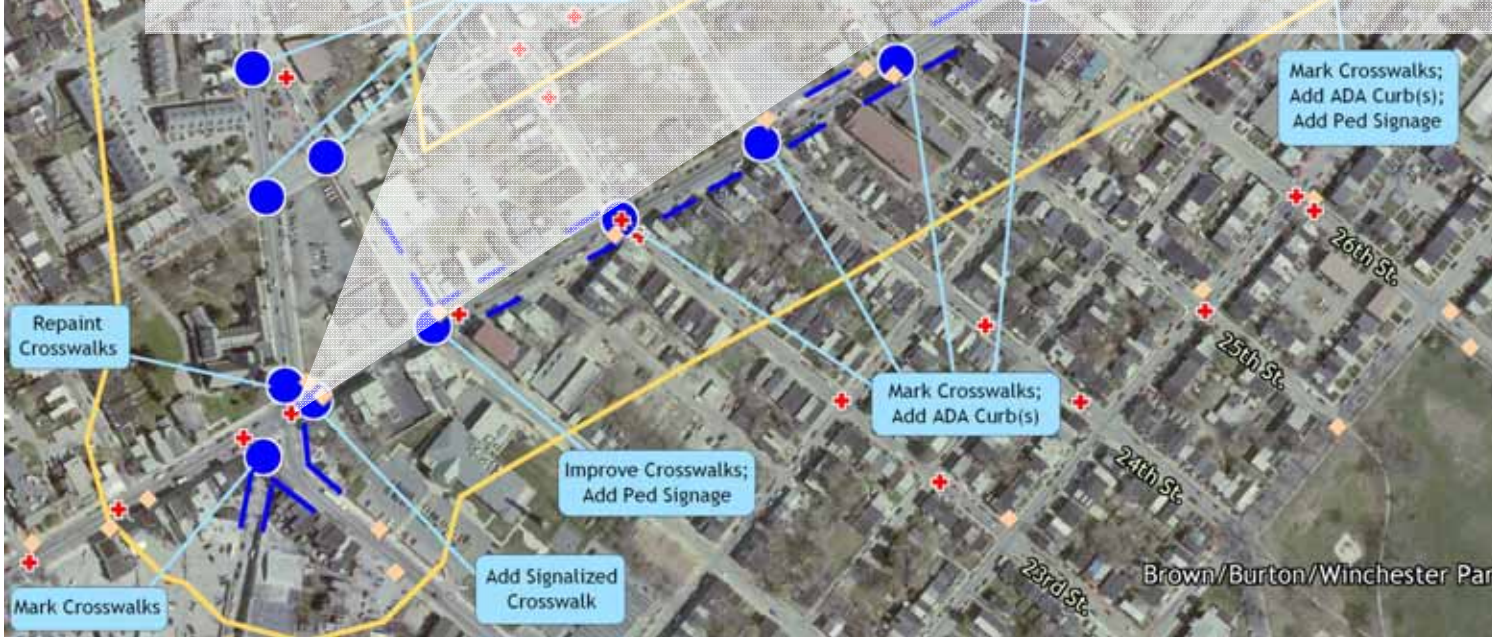 Mark Crosswalks;
Add ADA Curb(s);
Add Ped Signage
26th St.
Repaint
Crosswalks
25th St.
Mark Crosswalks;
Add ADA Curb(s)
Improve Crosswalks;
Add Ped Signage
24th St.
Add Signalized
Crosswalk
23rd St.
Brown/Burton/Winchester Par
Mark Crosswalks